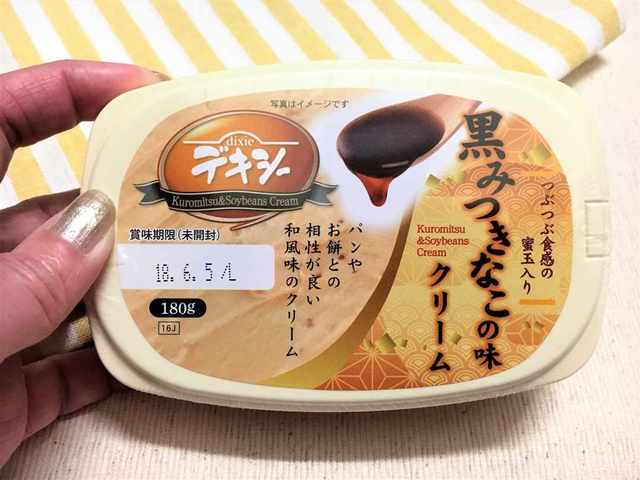 写真はイメージです
dixie
デキシー
Kuromitsu&Soybeans Cream
賞味期限(未開封)
18. 6. 5 /L
180g
16J
つぶつぶ食感の
蜜玉入り
黒みつきなこの味
クリーム
Kuromitsu
&Soybeans
Cream
パンや
お餅との
相性が良い
和風味のクリーム